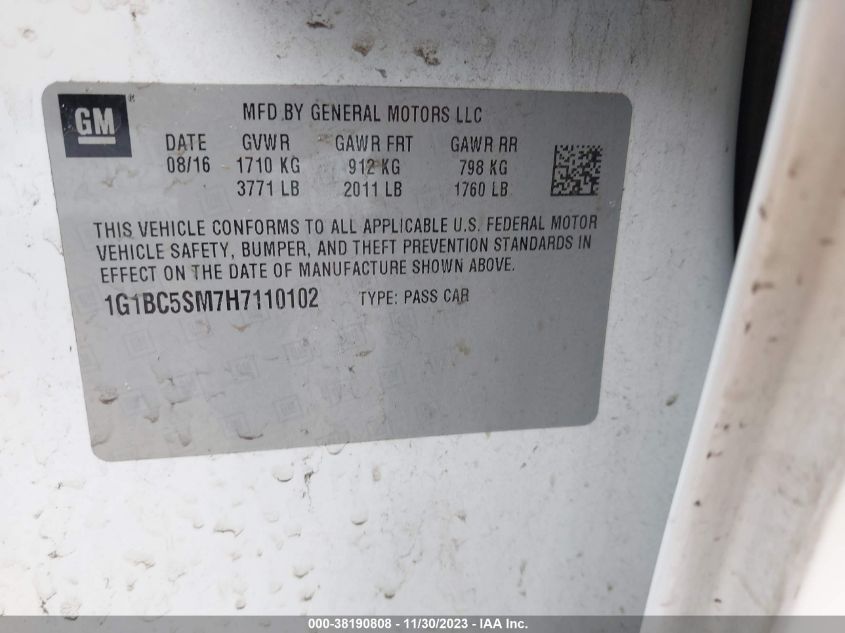 GM
MFD BY GENERAL MOTORS LLC
DATE GVWR GAWR FRT GAWR RR
08/16 1710 KG 912 KG 798 KG
3771 LB 2011 LB 1760 LB
THIS VEHICLE CONFORMS TO ALL APPLICABLE U.S. FEDERAL MOTOR
VEHICLE SAFETY, BUMPER, AND THEFT PREVENTION STANDARDS IN
EFFECT ON THE DATE OF MANUFACTURE SHOWN ABOVE.
1G1BC5SM7H7110102 TYPE: PASS CAR
000-38190808 - 11/30/2023 - IAA Inc.